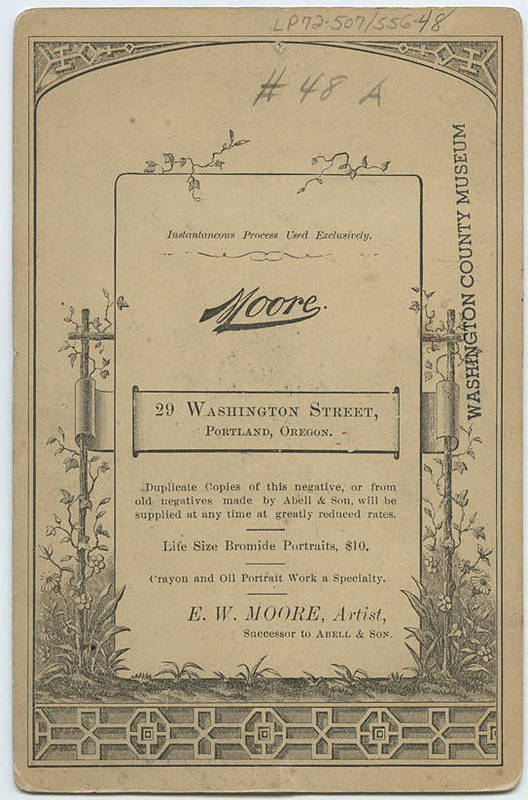 LP72-507/556-48
# 48 A
WASHINGTON COUNTY MUSEUM
Instantaneous Process Used Exclusively.
Moore.
29 WASHINGTON STREET,
PORTLAND, OREGON.
Duplicate Copies of this negative, or from
old negatives made by Abell & Son, will be
supplied at any time at greatly reduced rates.
Life Size Bromide Portraits, $10.
Crayon and Oil Portrait Work a Specialty.
E. W. MOORE, Artist,
Successor to ABELL & SON.